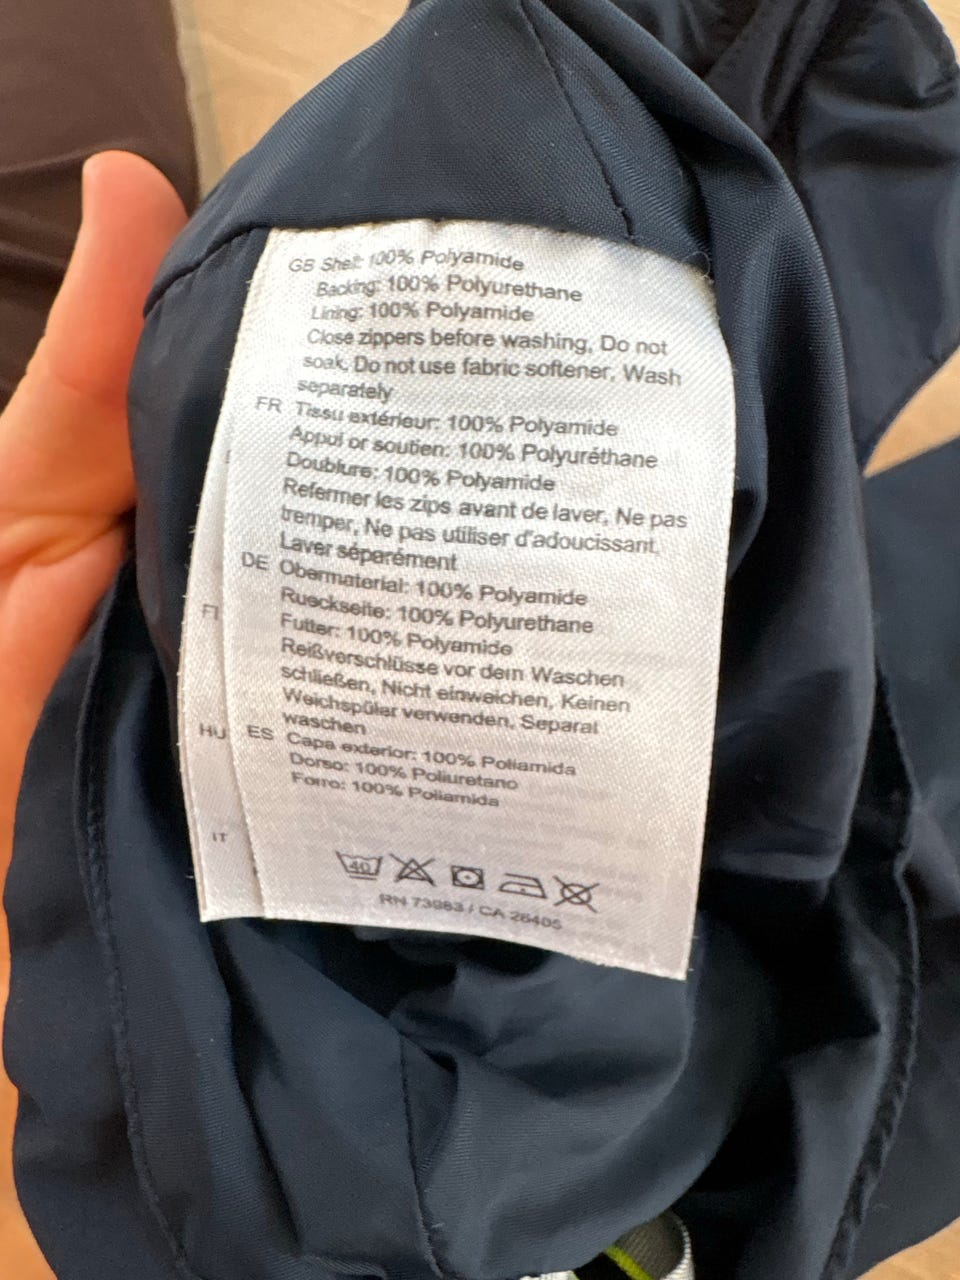 GB Shell: 100% Polyamide
Backing: 100% Polyurethane
Lining: 100% Polyamide
Close zippers before washing, Do not
soak, Do not use fabric softener, Wash
separately
FR Tissu extérieur: 100% Polyamide
Appui or soutien: 100% Polyuréthane
Doublure: 100% Polyamide
Refermer les zips avant de laver, Ne pas
tremper, Ne pas utiliser d'adoucissant,
Laver séparément
DE Obermaterial: 100% Polyamide
Rueckseite: 100% Polyurethane
Futter: 100% Polyamide
Reißverschlüsse vor dem Waschen
schließen, Nicht einweichen, Keinen
Weichspüler verwenden, Separat
waschen
ES Capa exterior: 100% Poliamida
Dorso: 100% Poliuretano
Forro: 100% Poliamida
40
RN 73983 / CA 28405
FI
HU
IT